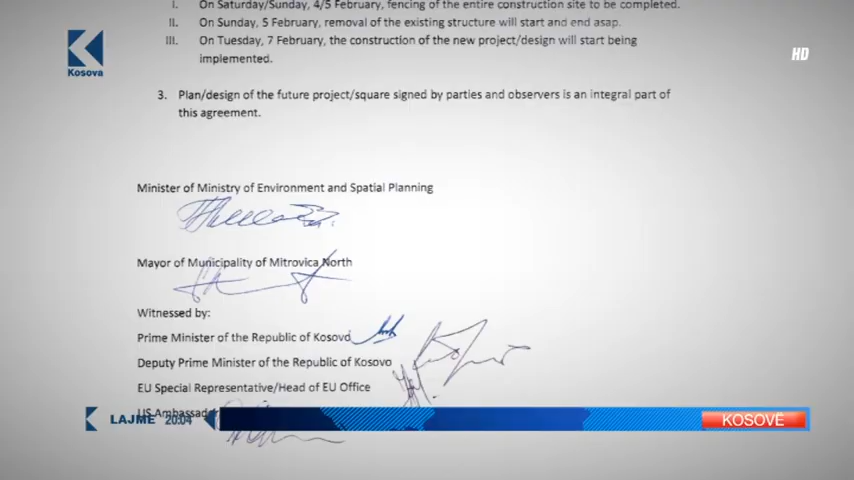 I. On Saturday/Sunday, 4/5 February, fencing of the entire construction site to be completed.
II. On Sunday, 5 February, removal of the existing structure will start and end asap.
III. On Tuesday, 7 February, the construction of the new project/design will start being
implemented.
Kosova
HD
3. Plan/design of the future project/square signed by parties and observers is an integral part of
this agreement.
Minister of Ministry of Environment and Spatial Planning
Mayor of Municipality of Mitrovica North
Witnessed by:
Prime Minister of the Republic of Kosovo
Deputy Prime Minister of the Republic of Kosovo
EU Special Representative/Head of EU Office
US Ambassad
LAJME 20:04
KOSOVË